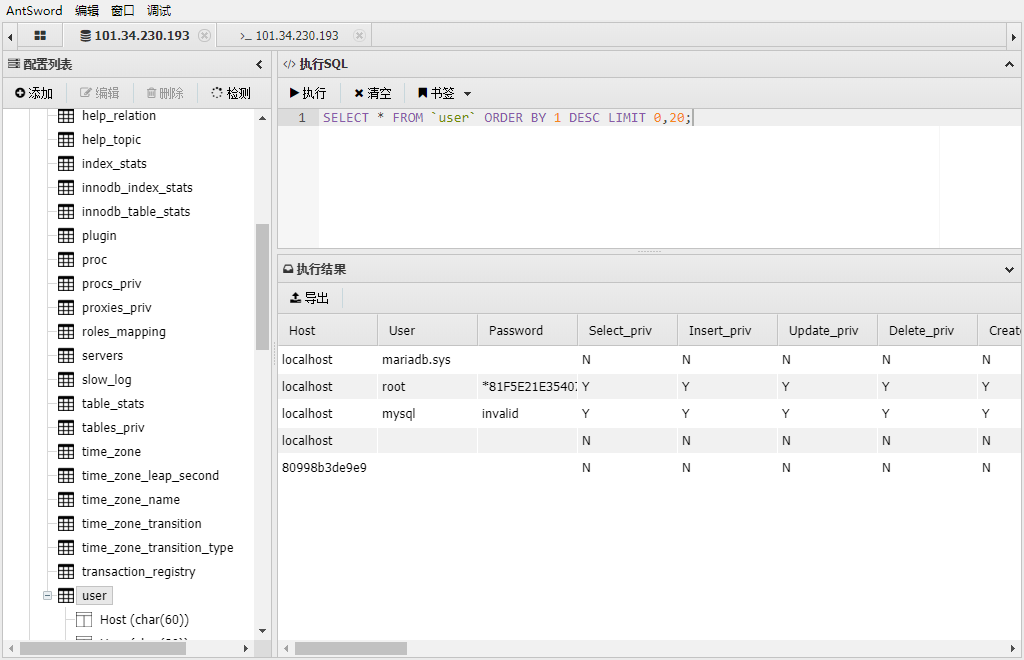 AntSword 编辑 窗口 调试
101.34.230.193 101.34.230.193
配置列表
添加 编辑 删除 检测
help_relation
help_topic
index_stats
innodb_index_stats
innodb_table_stats
plugin
proc
procs_priv
proxies_priv
roles_mapping
servers
slow_log
table_stats
tables_priv
time_zone
time_zone_leap_second
time_zone_name
time_zone_transition
time_zone_transition_type
transaction_registry
user
Host (char(60))
</> 执行SQL
执行 清空 书签
1 SELECT * FROM `user` ORDER BY 1 DESC LIMIT 0,20;
执行结果
导出
Host User Password Select_priv Insert_priv Update_priv Delete_priv Create
localhost mariadb.sys N N N N N
localhost root *81F5E21E35407 Y Y Y Y Y
localhost mysql invalid Y Y Y Y Y
localhost N N N N N
80998b3de9e9 N N N N N